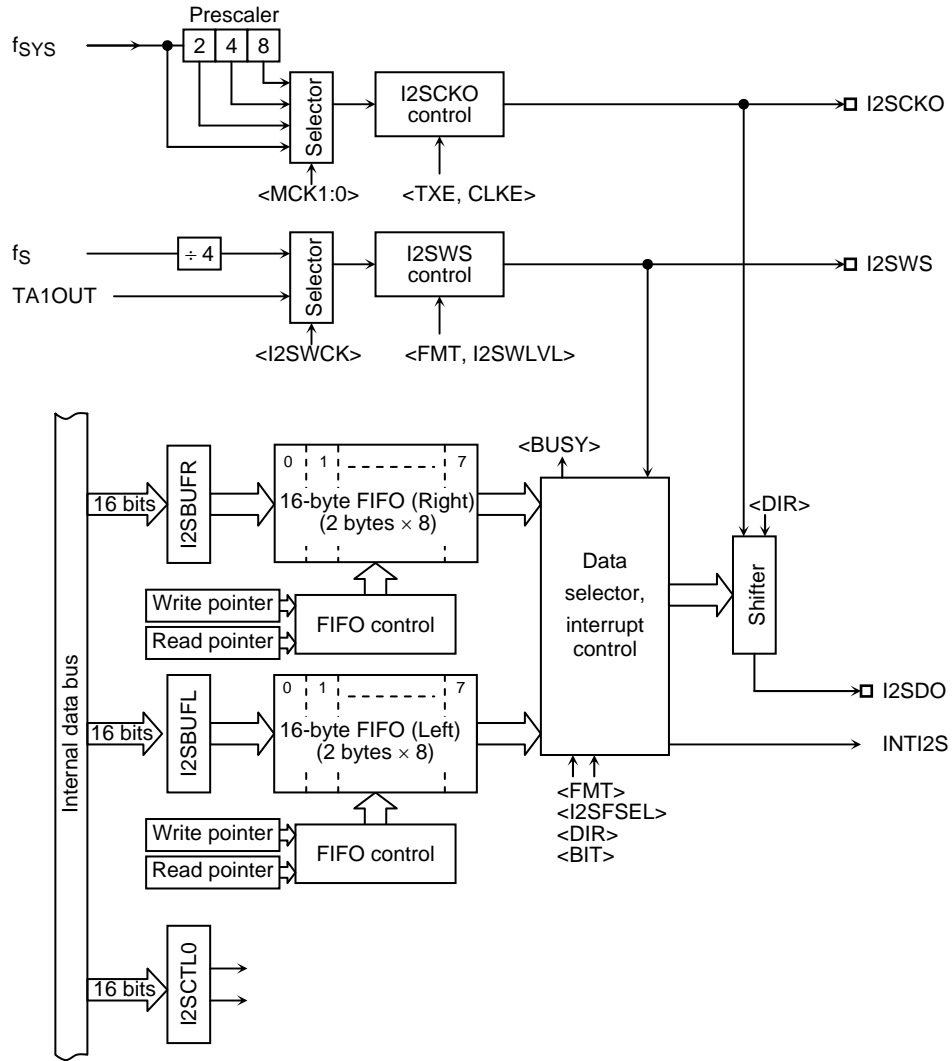 Prescaler
fSYS
2 4 8
Selector
I2SCKO
control
I2SCKO
<MCK1:0>
<TXE, CLKE>
fS
÷ 4
TA1OUT
Selector
I2SWS
control
I2SWS
<I2SWCK>
<FMT, I2SWLVL>
Internal data bus
16 bits
I2SBUFR
0 1 7
16-byte FIFO (Right)
(2 bytes × 8)
Write pointer
Read pointer
FIFO control
<BUSY>
Data
selector,
interrupt
control
<DIR>
Shifter
I2SDO
INTI2S
16 bits
I2SBUFL
0 1 7
16-byte FIFO (Left)
(2 bytes × 8)
Write pointer
Read pointer
FIFO control
<FMT>
<I2SFSEL>
<DIR>
<BIT>
16 bits
I2SCTL0